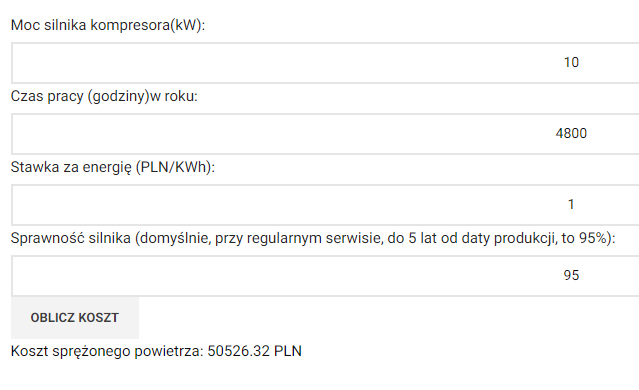 Moc silnika kompresora(kW):
10
Czas pracy (godziny)w roku:
4800
Stawka za energię (PLN/KWh):
1
Sprawność silnika (domyślnie, przy regularnym serwisie, do 5 lat od daty produkcji, to 95%):
95
OBLICZ KOSZT
Koszt sprężonego powietrza: 50526.32 PLN